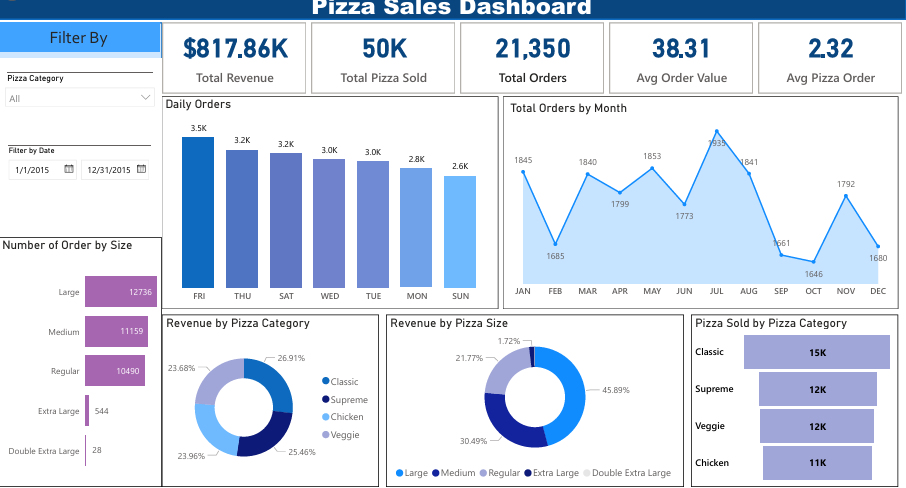 Pizza Sales Dashboard
Filter By
Pizza Category
All
Filter by Date
1/1/2015 12/31/2015
$817.86K
Total Revenue
50K
Total Pizza Sold
21,350
Total Orders
38.31
Avg Order Value
2.32
Avg Pizza Order
Daily Orders
3.5K
3.2K
3.2K
3.0K
3.0K
2.8K
2.6K
FRI THU SAT WED TUE MON SUN
Total Orders by Month
1845
1685
1840
1799
1853
1773
1935
1841
1661
1646
1792
1680
JAN FEB MAR APR MAY JUN JUL AUG SEP OCT NOV DEC
Number of Order by Size
Large 12736
Medium 11159
Regular 10490
Extra Large 544
Double Extra Large 28
Revenue by Pizza Category
26.91%
25.46%
23.96%
23.68%
Classic
Supreme
Chicken
Veggie
Revenue by Pizza Size
1.72%
21.77%
45.89%
30.49%
Large Medium Regular Extra Large Double Extra Large
Pizza Sold by Pizza Category
Classic 15K
Supreme 12K
Veggie 12K
Chicken 11K